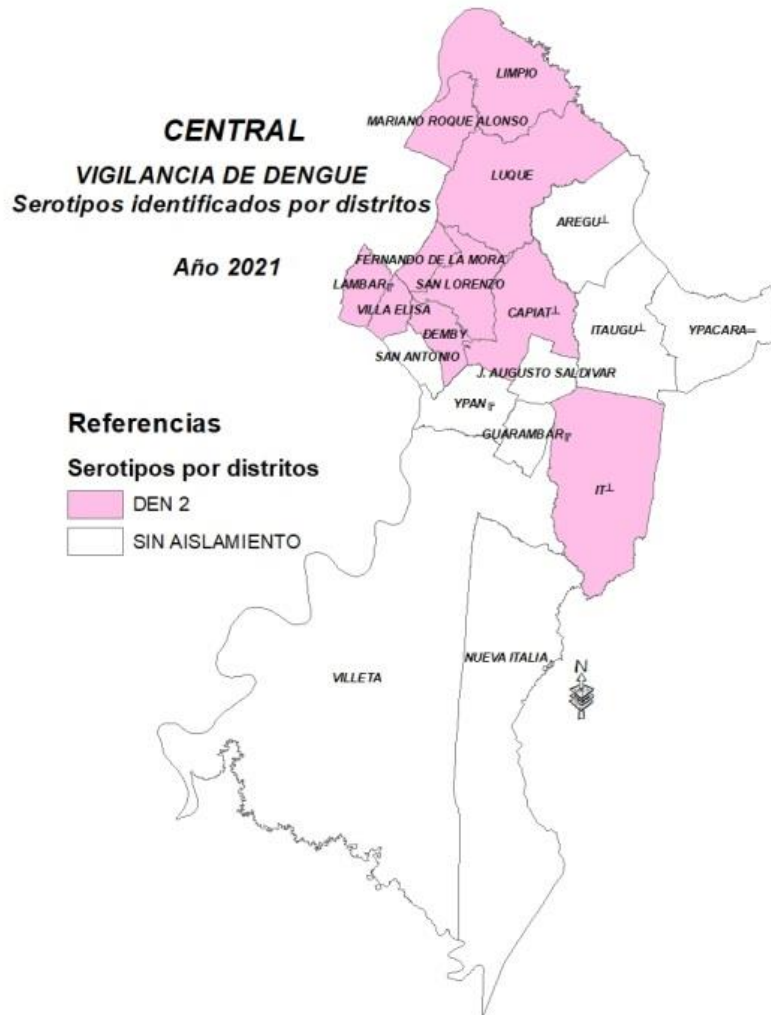 LIMPIO
MARIANO ROQUE ALONSO
CENTRAL
VIGILANCIA DE DENGUE
Serotipos identificados por distritos
Año 2021
LUQUE
AREGU┴
FERNANDO DE LA MORA
LAMBAR╔
SAN LORENZO
VILLA ELISA
CAPIAT┴
DEMBY
ITAUGU┴
YPACARA═
SAN ANTONIO
J. AUGUSTO SALDIVAR
YPAN╔
GUARAMBAR╔
IT┴
Referencias
Serotipos por distritos
DEN 2
SIN AISLAMIENTO
NUEVA ITALIA
VILLETA
N